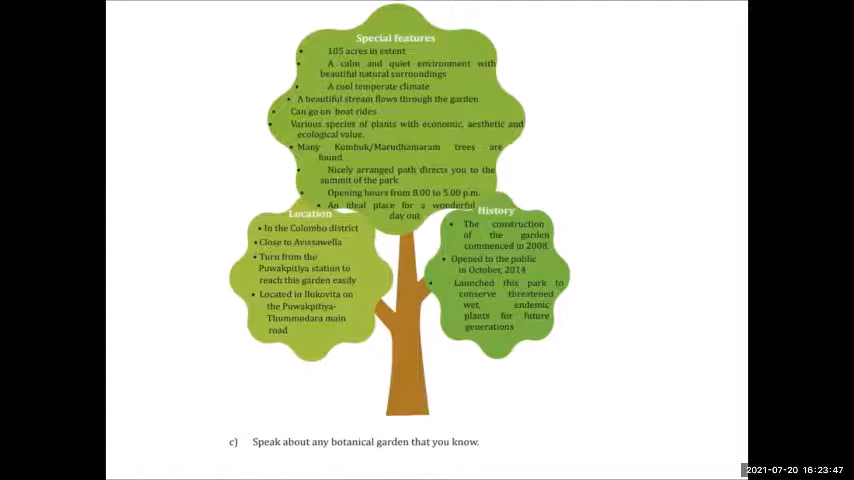 Special features
• 105 acres in extent
• A calm and quiet environment with
beautiful natural surroundings
• A cool temperate climate
• A beautiful stream flows through the garden
• Can go on boat rides
• Various species of plants with economic, aesthetic and
ecological value.
• Many Kumbuk/Marudhamaram trees are
found
• Nicely arranged path directs you to the
summit of the park
• Opening hours from 8.00 to 5.00 p.m.
• An ideal place for a wonderful
day out
Location
• In the Colombo district
• Close to Avissawella
• Turn from the
Puwakpitiya station to
reach this garden easily
• Located in Ilukovita on
the Puwakpitiya-
Thummodara main
road
History
• The construction
of the garden
commenced in 2008.
• Opened to the public
in October, 2014
• Launched this park to
conserve threatened
wet, endemic
plants for future
generations
c) Speak about any botanical garden that you know.
2021-07-20 16:23:47